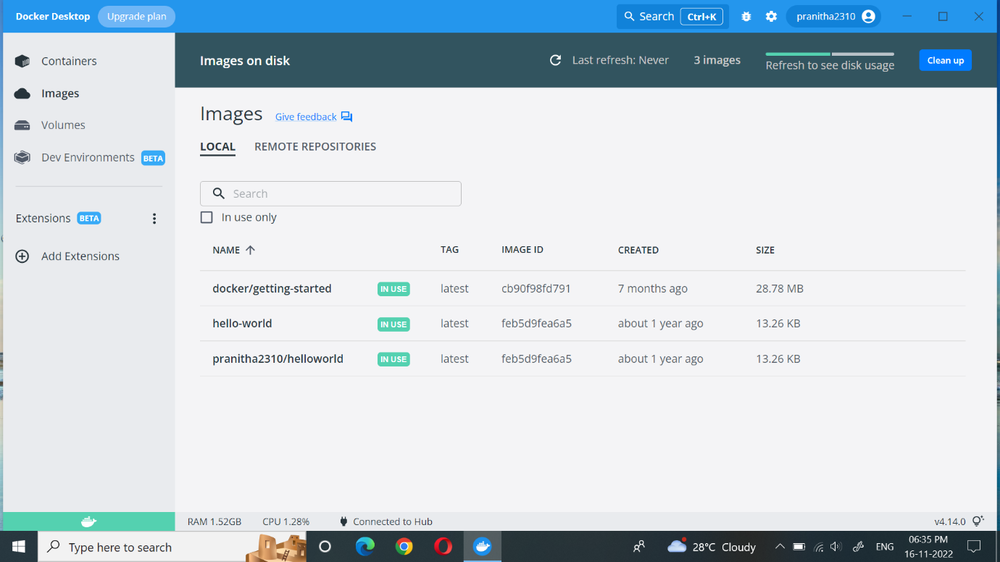 Docker Desktop Upgrade plan Search Ctrl+K pranitha2310
Containers
Images
Volumes
Dev Environments BETA
Extensions BETA
Add Extensions
Images on disk Last refresh: Never 3 images Refresh to see disk usage Clean up
Images Give feedback
LOCAL REMOTE REPOSITORIES
Search
In use only
NAME TAG IMAGE ID CREATED SIZE
docker/getting-started IN USE latest cb90f98fd791 7 months ago 28.78 MB
hello-world IN USE latest feb5d9fea6a5 about 1 year ago 13.26 KB
pranitha2310/helloworld IN USE latest feb5d9fea6a5 about 1 year ago 13.26 KB
RAM 1.52GB CPU 1.28% Connected to Hub v4.14.0
Type here to search 28°C Cloudy ENG 06:35 PM
16-11-2022